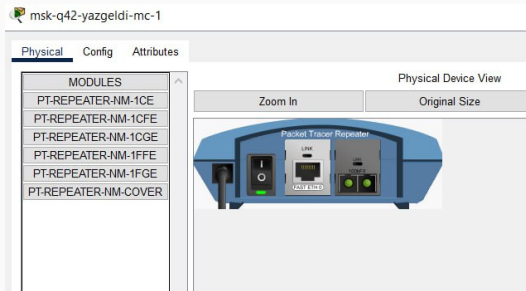 msk-q42-yazgeldi-mc-1
Physical Config Attributes
MODULES
PT-REPEATER-NM-1CE
PT-REPEATER-NM-1CFE
PT-REPEATER-NM-1CGE
PT-REPEATER-NM-1FFE
PT-REPEATER-NM-1FGE
PT-REPEATER-NM-COVER
Physical Device View
Zoom In Original Size
Packet Tracer Repeater
LINK
FAST ETH 0